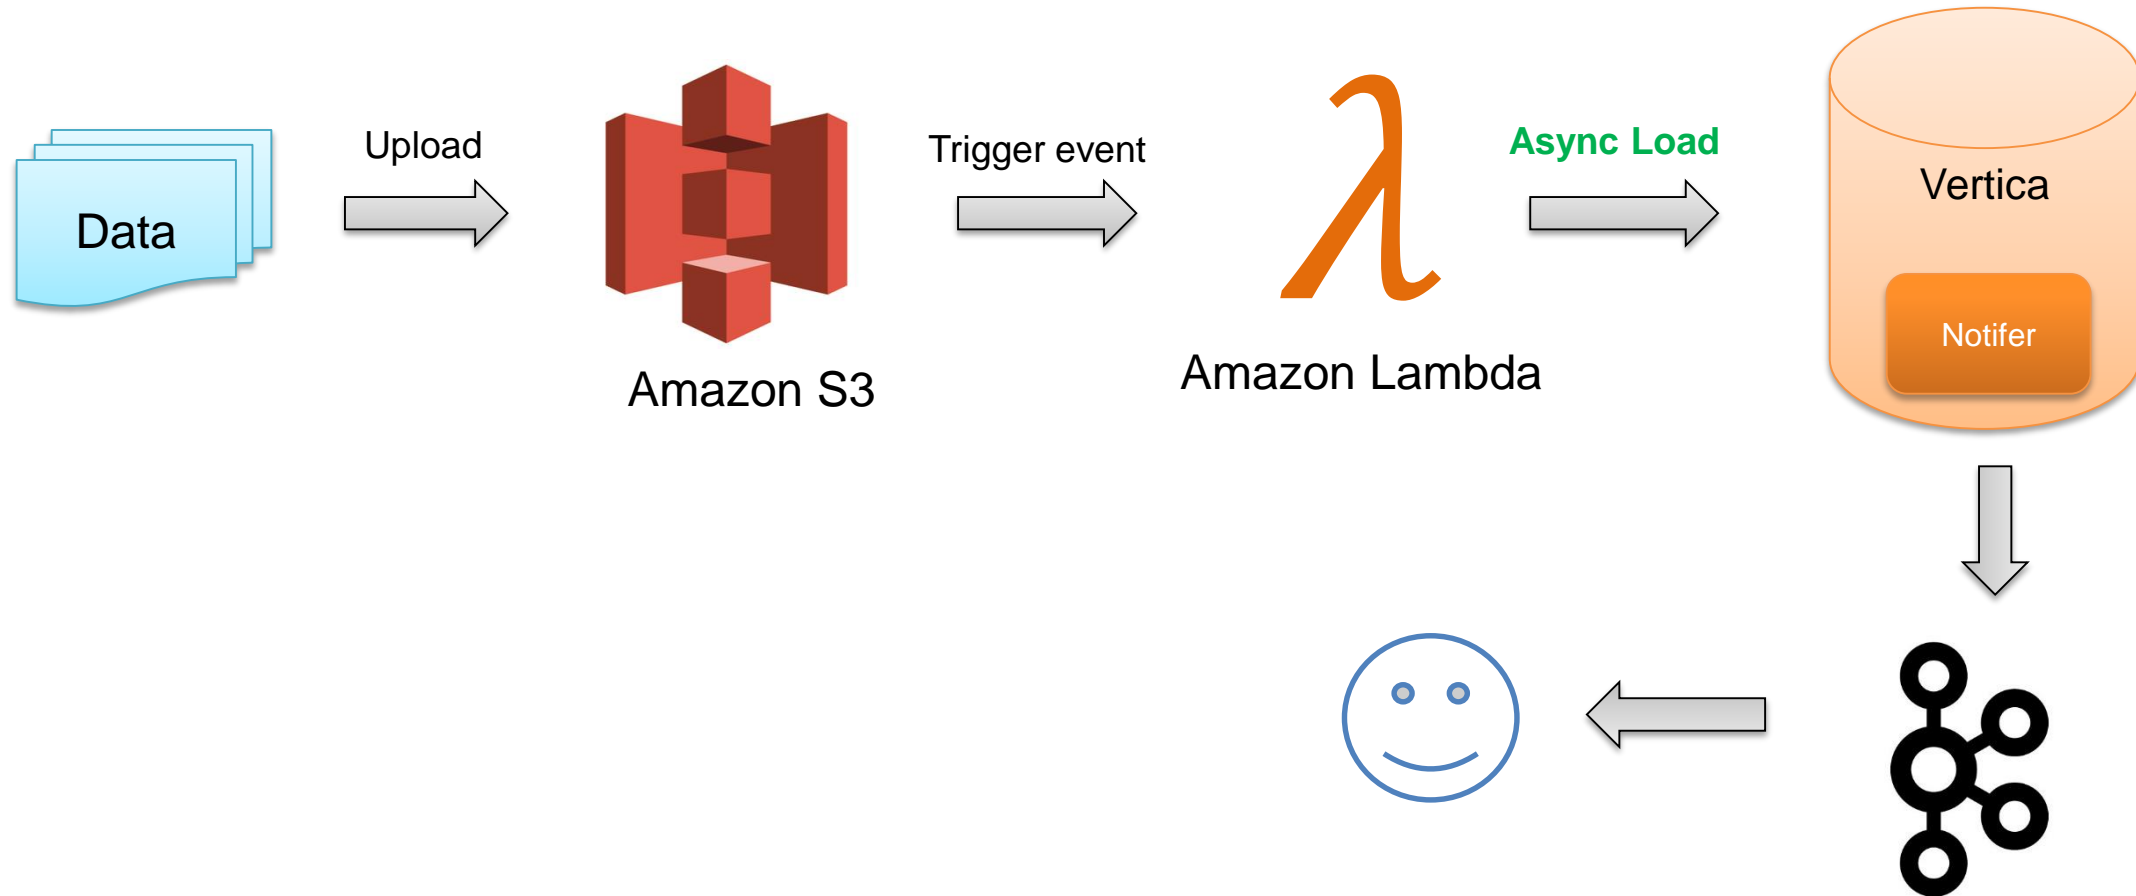 Data
Upload
Amazon S3
Trigger event
λ
Amazon Lambda
Async Load
Vertica
Notifer